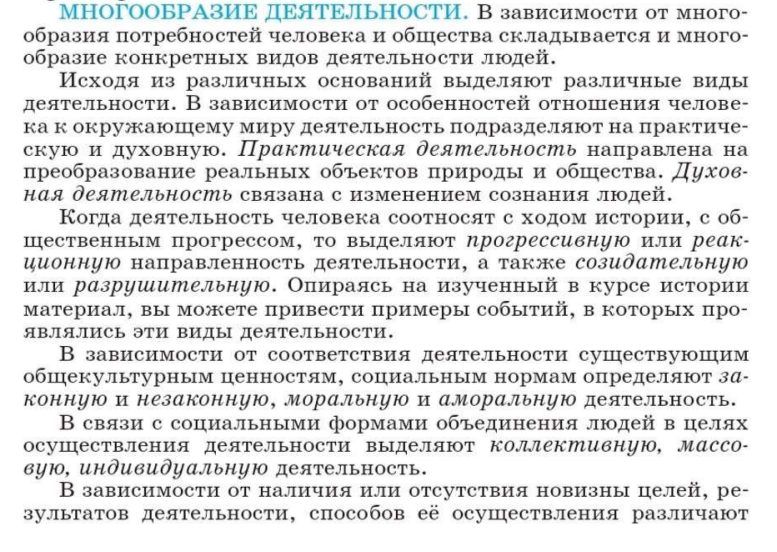 МНОГООБРАЗИЕ ДЕЯТЕЛЬНОСТИ. В зависимости от много-
образия потребностей человека и общества складывается и много-
образие конкретных видов деятельности людей.
Исходя из различных оснований выделяют различные виды
деятельности. В зависимости от особенностей отношения челове-
ка к окружающему миру деятельность подразделяют на практиче-
скую и духовную. Практическая деятельность направлена на
преобразование реальных объектов природы и общества. Духов-
ная деятельность связана с изменением сознания людей.
Когда деятельность человека соотносят с ходом истории, с об-
щественным прогрессом, то выделяют прогрессивную или реак-
ционную направленность деятельности, а также созидательную
или разрушительную. Опираясь на изученный в курсе истории
материал, вы можете привести примеры событий, в которых про-
являлись эти виды деятельности.
В зависимости от соответствия деятельности существующим
общекультурным ценностям, социальным нормам определяют за-
конную и незаконную, моральную и аморальную деятельность.
В связи с социальными формами объединения людей в целях
осуществления деятельности выделяют коллективную, массо-
вую, индивидуальную деятельность.
В зависимости от наличия или отсутствия новизны целей, ре-
зультатов деятельности, способов её осуществления различают